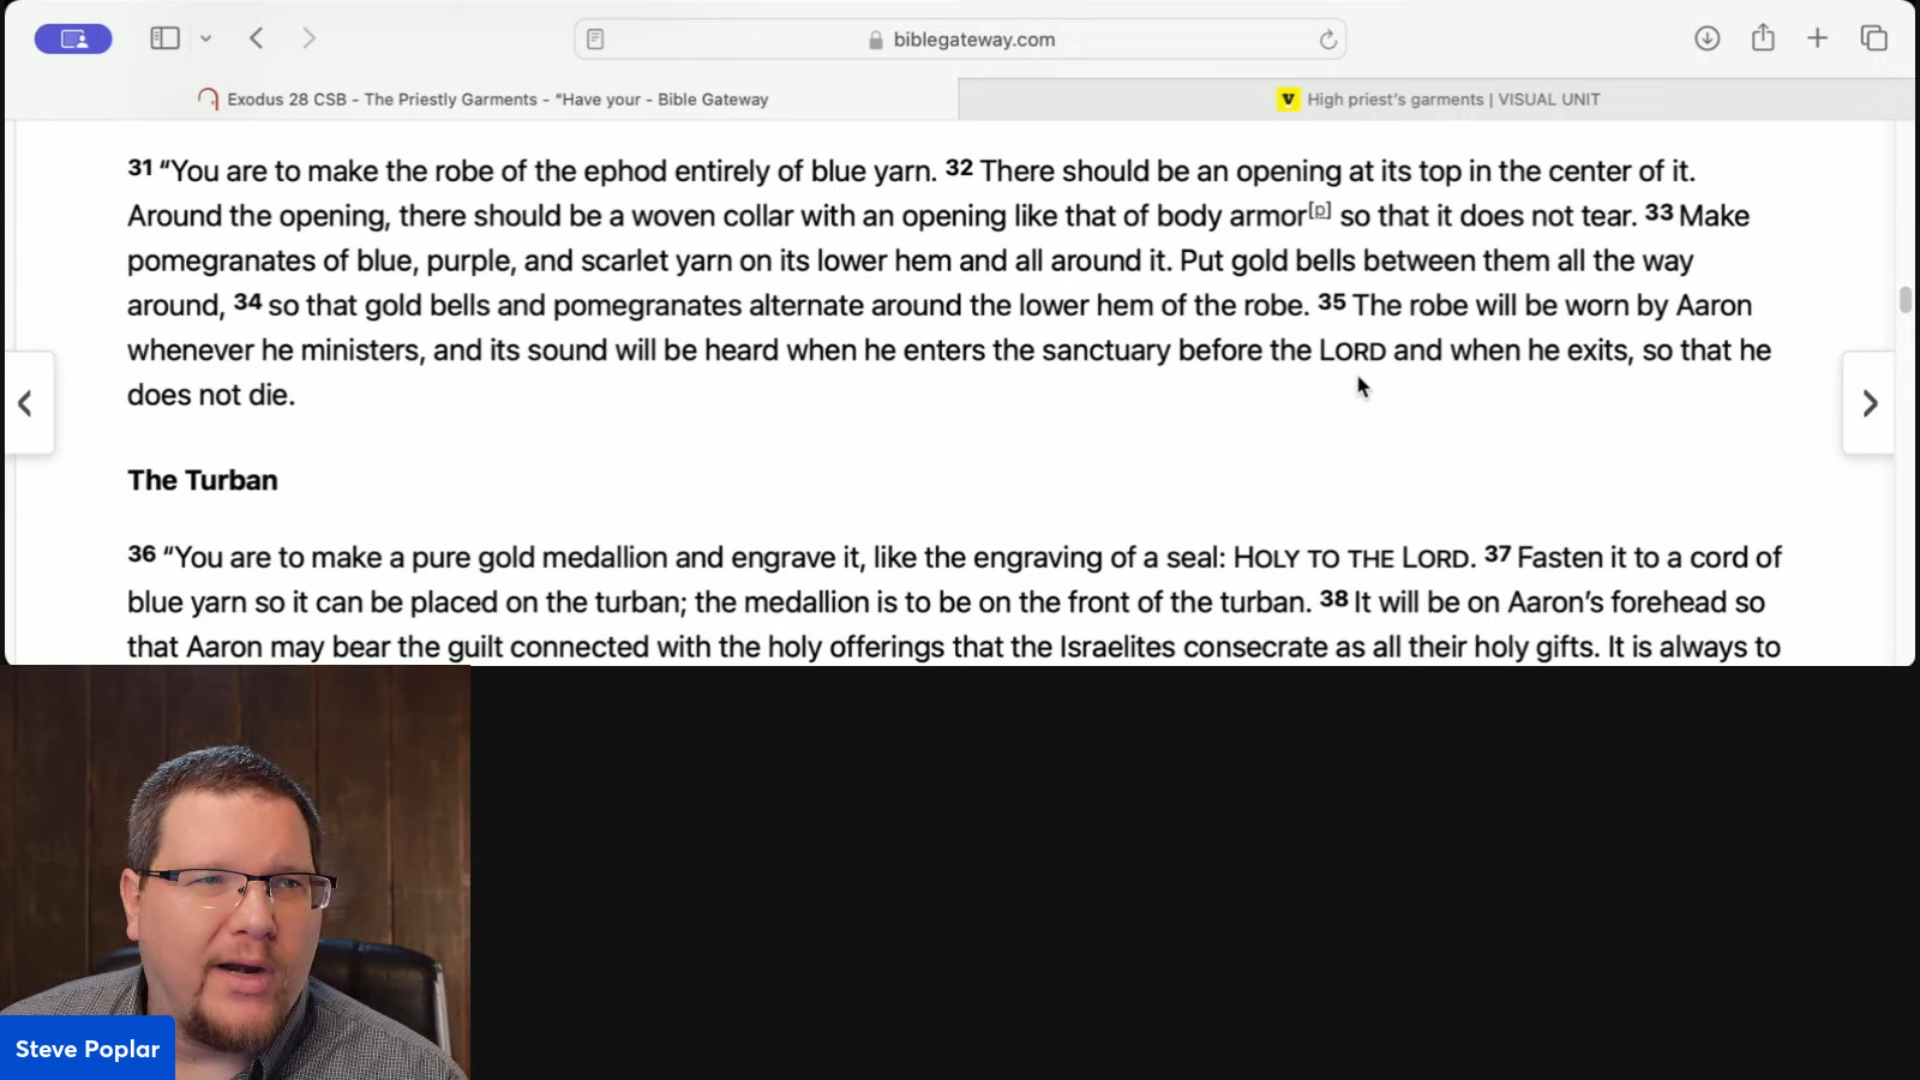 biblegateway.com
Exodus 28 CSB - The Priestly Garments - “Have your - Bible Gateway
V High priest’s garments | VISUAL UNIT
31 “You are to make the robe of the ephod entirely of blue yarn. 32 There should be an opening at its top in the center of it.
Around the opening, there should be a woven collar with an opening like that of body armor[p] so that it does not tear. 33 Make
pomegranates of blue, purple, and scarlet yarn on its lower hem and all around it. Put gold bells between them all the way
around, 34 so that gold bells and pomegranates alternate around the lower hem of the robe. 35 The robe will be worn by Aaron
whenever he ministers, and its sound will be heard when he enters the sanctuary before the LORD and when he exits, so that he
does not die.
The Turban
36 “You are to make a pure gold medallion and engrave it, like the engraving of a seal: HOLY TO THE LORD. 37 Fasten it to a cord of
blue yarn so it can be placed on the turban; the medallion is to be on the front of the turban. 38 It will be on Aaron’s forehead so
that Aaron may bear the guilt connected with the holy offerings that the Israelites consecrate as all their holy gifts. It is always to
Steve Poplar